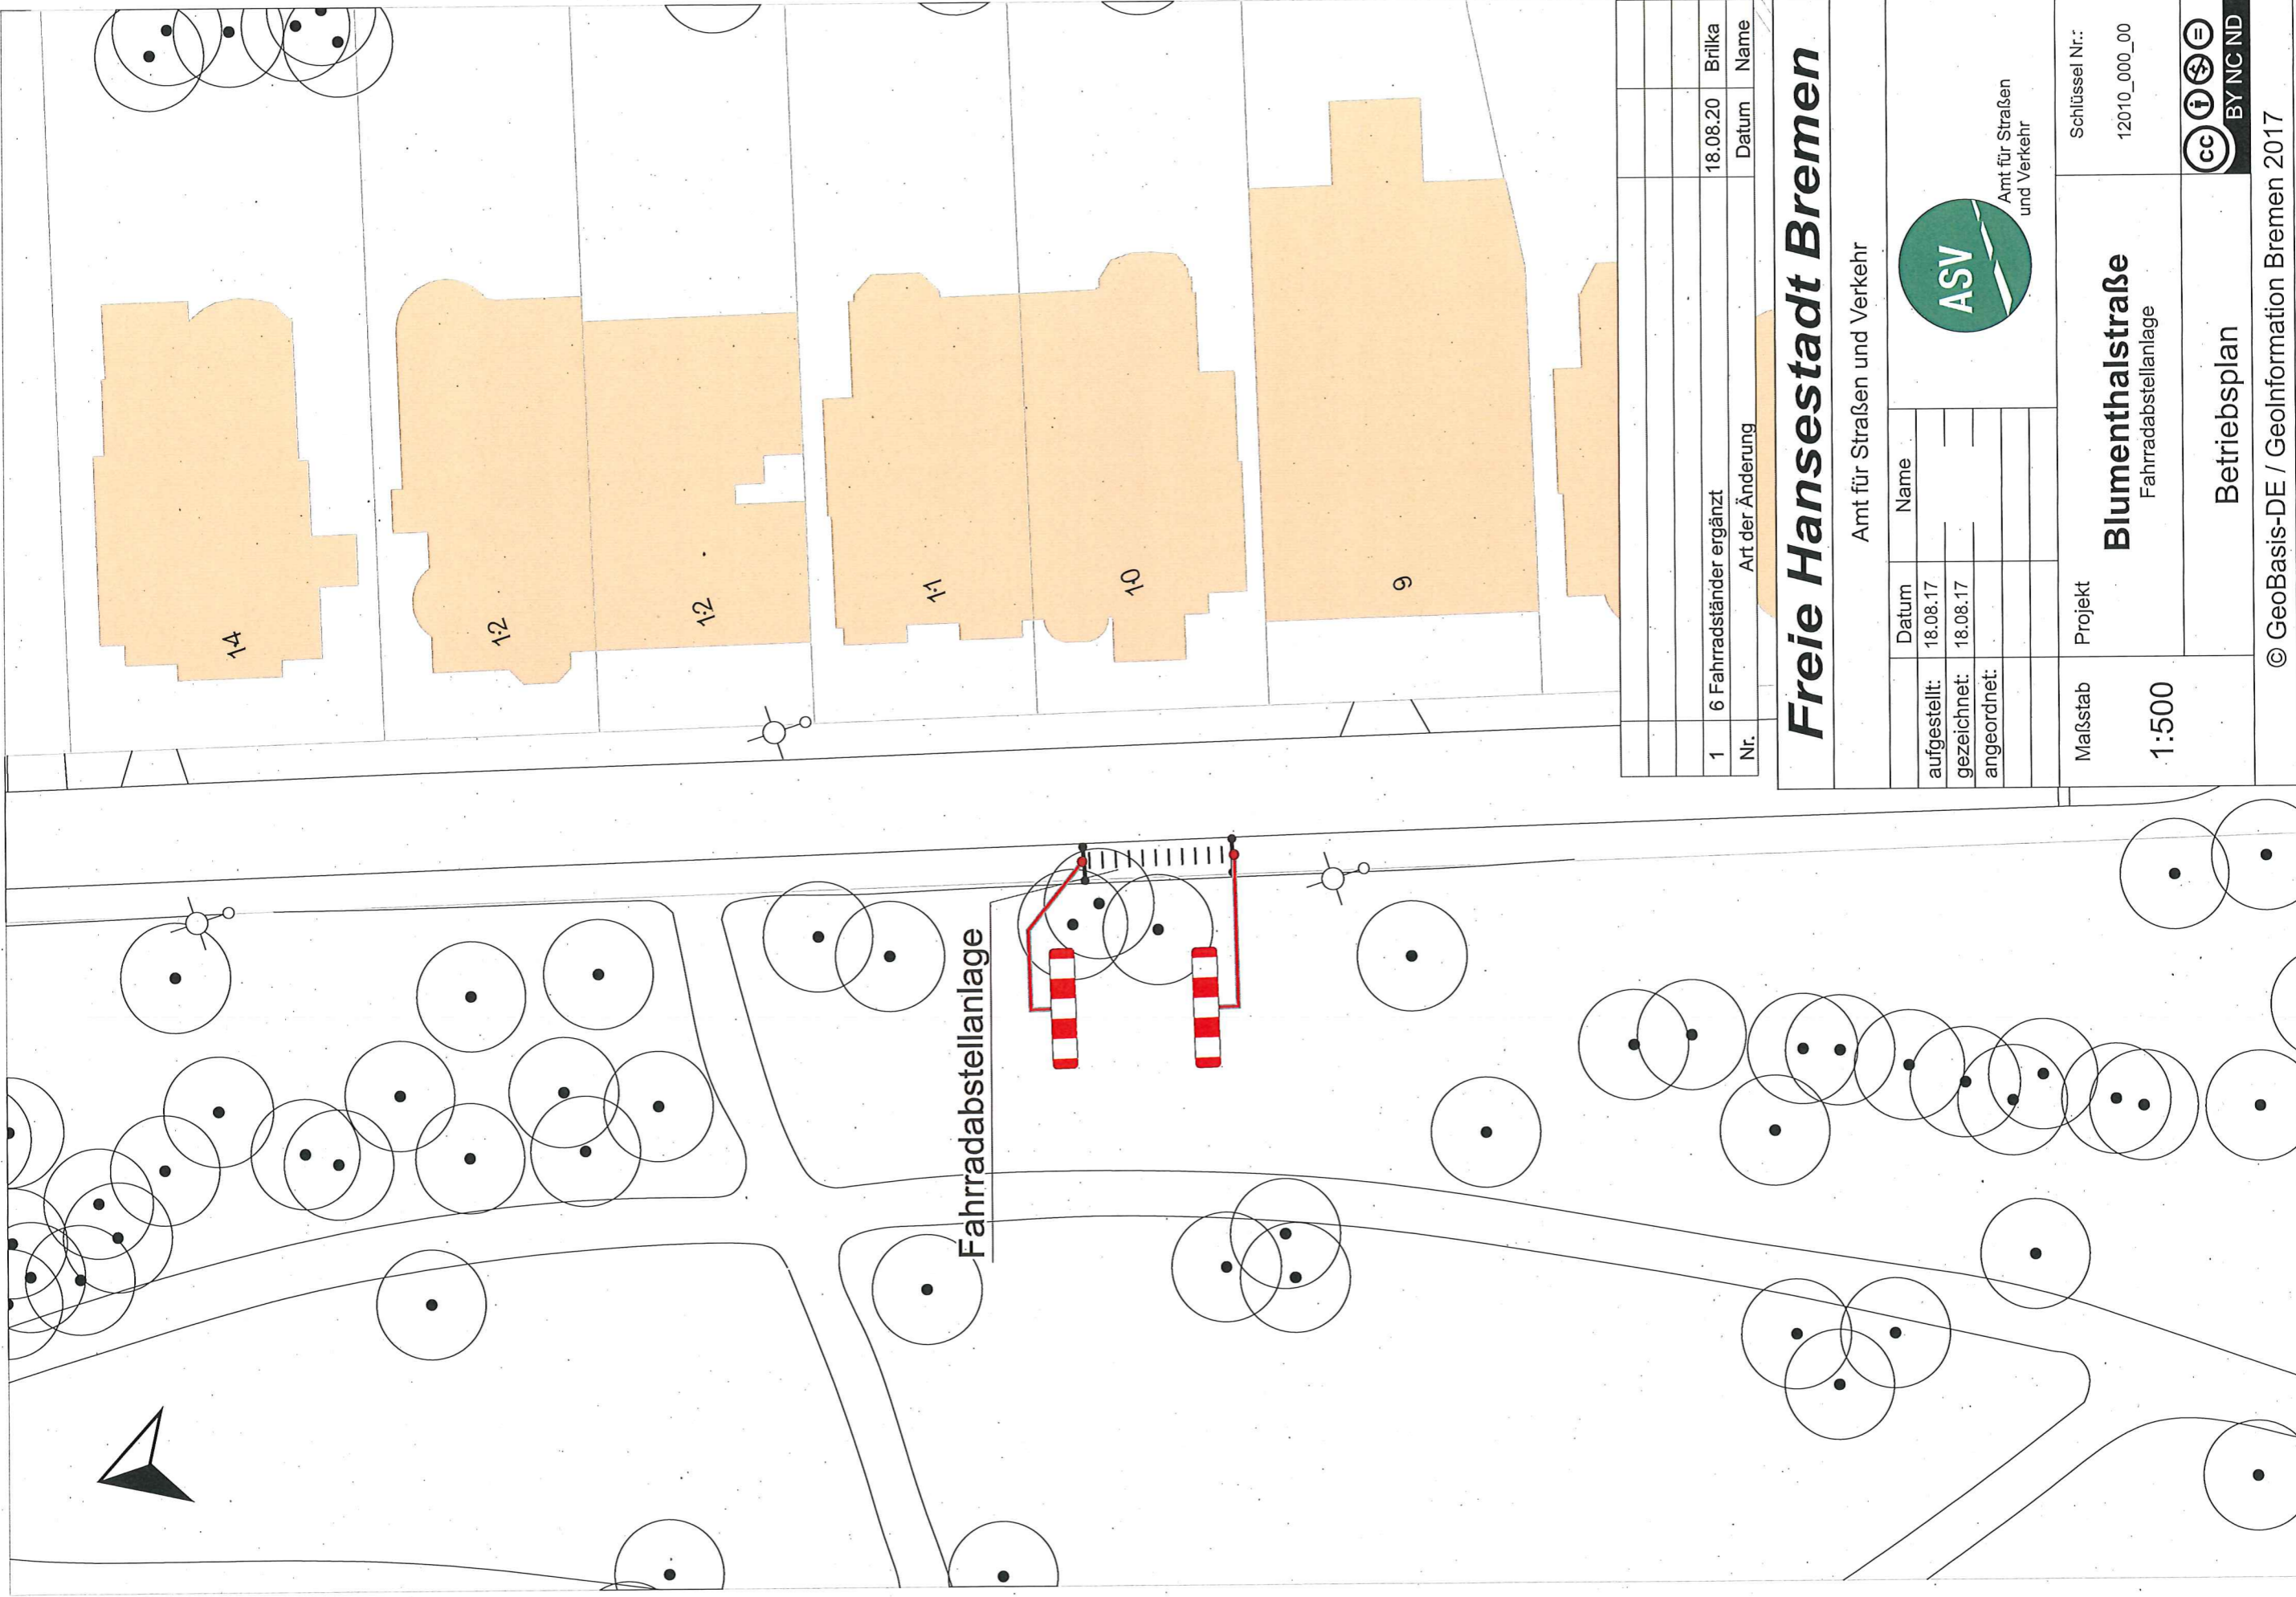 14
12
12
11
10
9
Fahrradabstellanlage
1 6 Fahrradständer ergänzt 18.08.20 Brilka
Nr. Art der Änderung Datum Name
Freie Hansestadt Bremen
Amt für Straßen und Verkehr
Datum Name
aufgestellt: 18.08.17
gezeichnet: 18.08.17
angeordnet:
ASV
Amt für Straßen
und Verkehr
Maßstab
1:500
Projekt
Blumenthalstraße
Fahrradabstellanlage
Betriebsplan
Schlüssel Nr.:
12010_000_00
cc
BY NC ND
© GeoBasis-DE / GeoInformation Bremen 2017